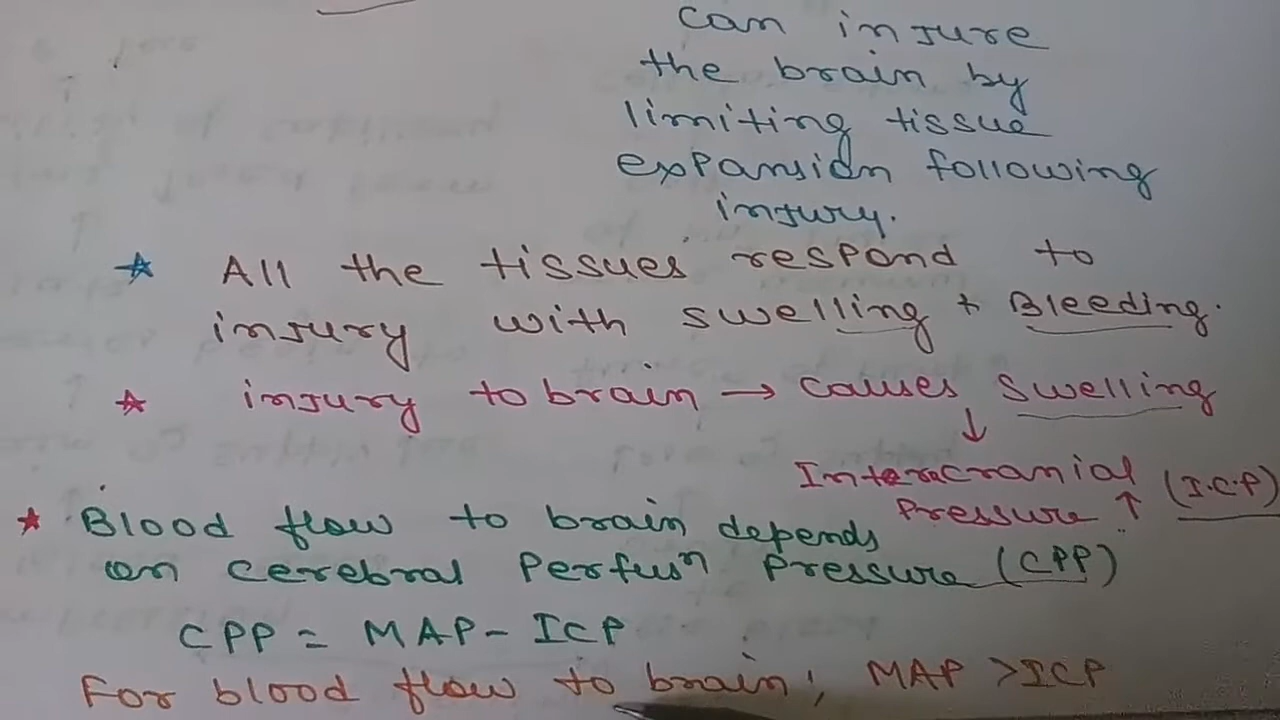 can injure
the brain by
limiting tissue
expansion following
injury.
☆ All the tissues respond to
injury with swelling + Bleeding.
☆ injury to brain → causes swelling
↓
Interacranial (I.C.P)
Pressure ↑
★ Blood flow to brain depends
on cerebral Perfusⁿ Pressure (CPP)
CPP = MAP - ICP
For blood flow to brain, MAP > ICP